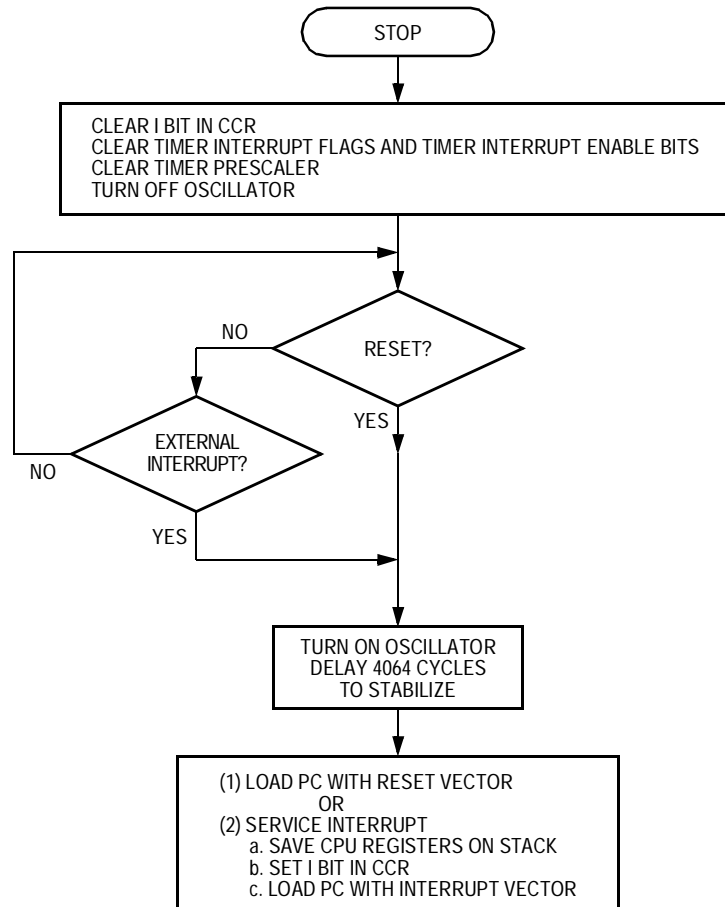 STOP
CLEAR I BIT IN CCR
CLEAR TIMER INTERRUPT FLAGS AND TIMER INTERRUPT ENABLE BITS
CLEAR TIMER PRESCALER
TURN OFF OSCILLATOR
NO
RESET?
YES
EXTERNAL
INTERRUPT?
NO
YES
TURN ON OSCILLATOR
DELAY 4064 CYCLES
TO STABILIZE
(1) LOAD PC WITH RESET VECTOR
OR
(2) SERVICE INTERRUPT
a. SAVE CPU REGISTERS ON STACK
b. SET I BIT IN CCR
c. LOAD PC WITH INTERRUPT VECTOR